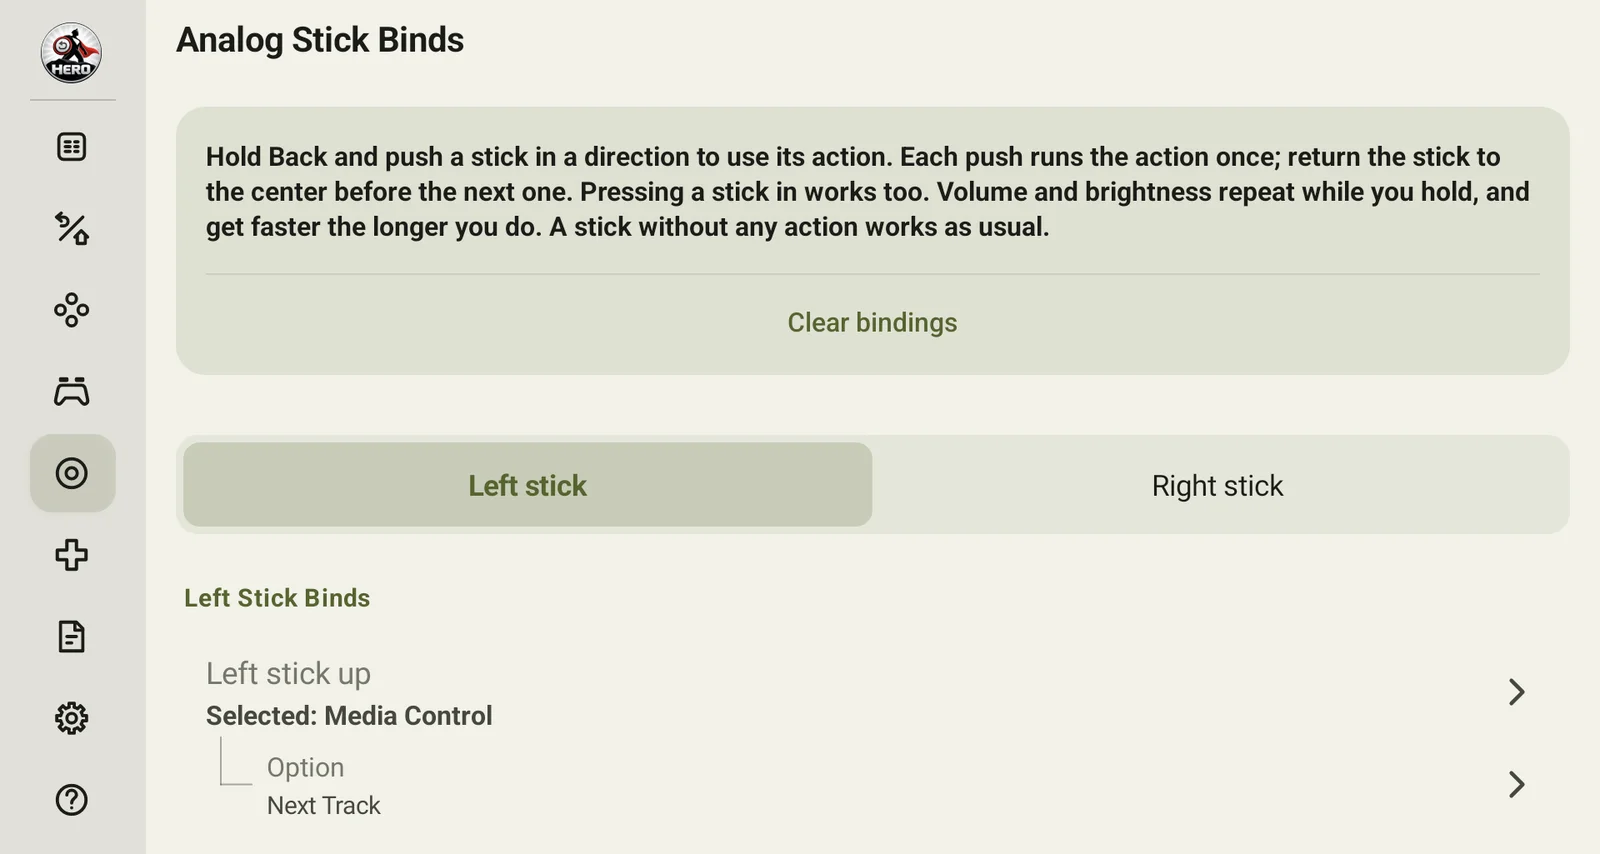 HERO
Analog Stick Binds
Hold Back and push a stick in a direction to use its action. Each push runs the action once; return the stick to
the center before the next one. Pressing a stick in works too. Volume and brightness repeat while you hold, and
get faster the longer you do. A stick without any action works as usual.
Clear bindings
Left stick
Right stick
Left Stick Binds
Left stick up
Selected: Media Control
Option
Next Track